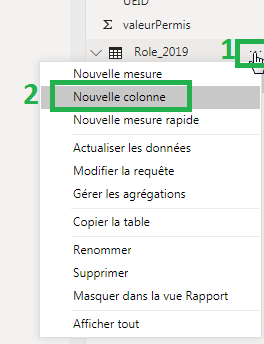 UEID
valeurPermis
Role_2019
1
Nouvelle mesure
2
Nouvelle colonne
Nouvelle mesure rapide
Actualiser les données
Modifier la requête
Gérer les agrégations
Copier la table
Renommer
Supprimer
Masquer dans la vue Rapport
Afficher tout